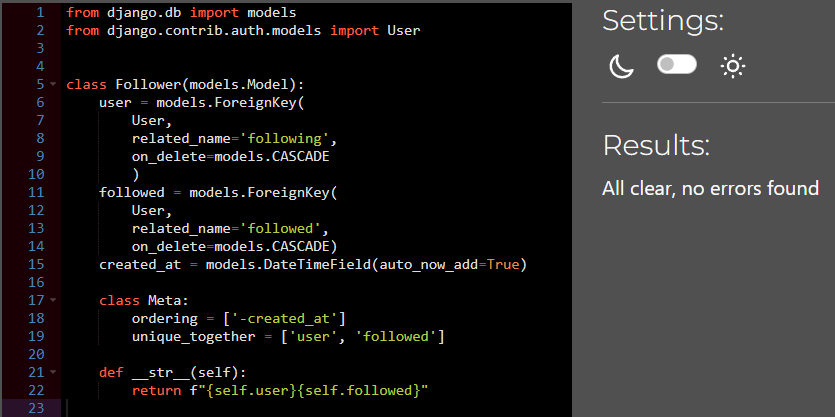 1 from django.db import models
2 from django.contrib.auth.models import User
3
4
5 class Follower(models.Model):
6     user = models.ForeignKey(
7         User,
8         related_name='following',
9         on_delete=models.CASCADE
10         )
11     followed = models.ForeignKey(
12         User,
13         related_name='followed',
14         on_delete=models.CASCADE)
15     created_at = models.DateTimeField(auto_now_add=True)
16
17     class Meta:
18         ordering = ['-created_at']
19         unique_together = ['user', 'followed']
20
21     def __str__(self):
22         return f"{self.user}{self.followed}"
23
Settings:
Results:
All clear, no errors found